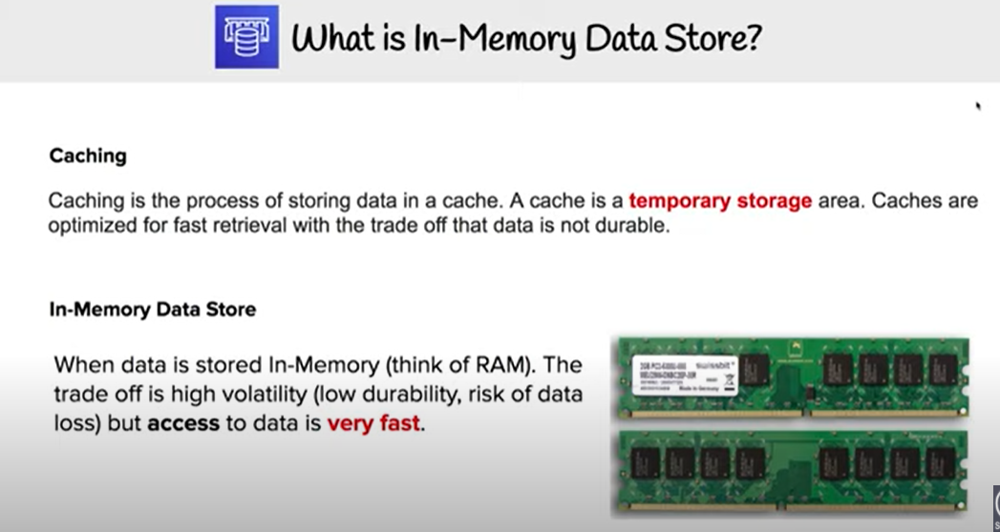 What is In-Memory Data Store?
Caching
Caching is the process of storing data in a cache. A cache is a temporary storage area. Caches are
optimized for fast retrieval with the trade off that data is not durable.
In-Memory Data Store
When data is stored In-Memory (think of RAM). The
trade off is high volatility (low durability, risk of data
loss) but access to data is very fast.
swissbit
Made in Germany